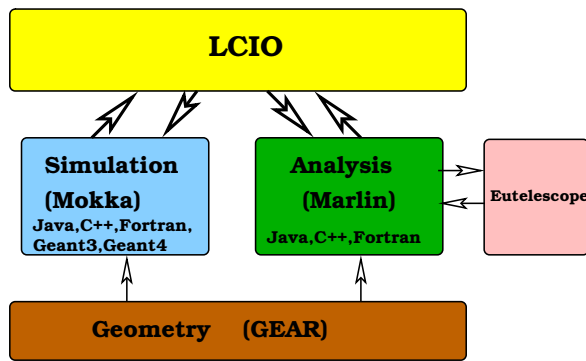 LCIO
Simulation
(Mokka)
Java,C++,Fortran,
Geant3,Geant4
Analysis
(Marlin)
Java,C++,Fortran
Eutelescope
Geometry (GEAR)